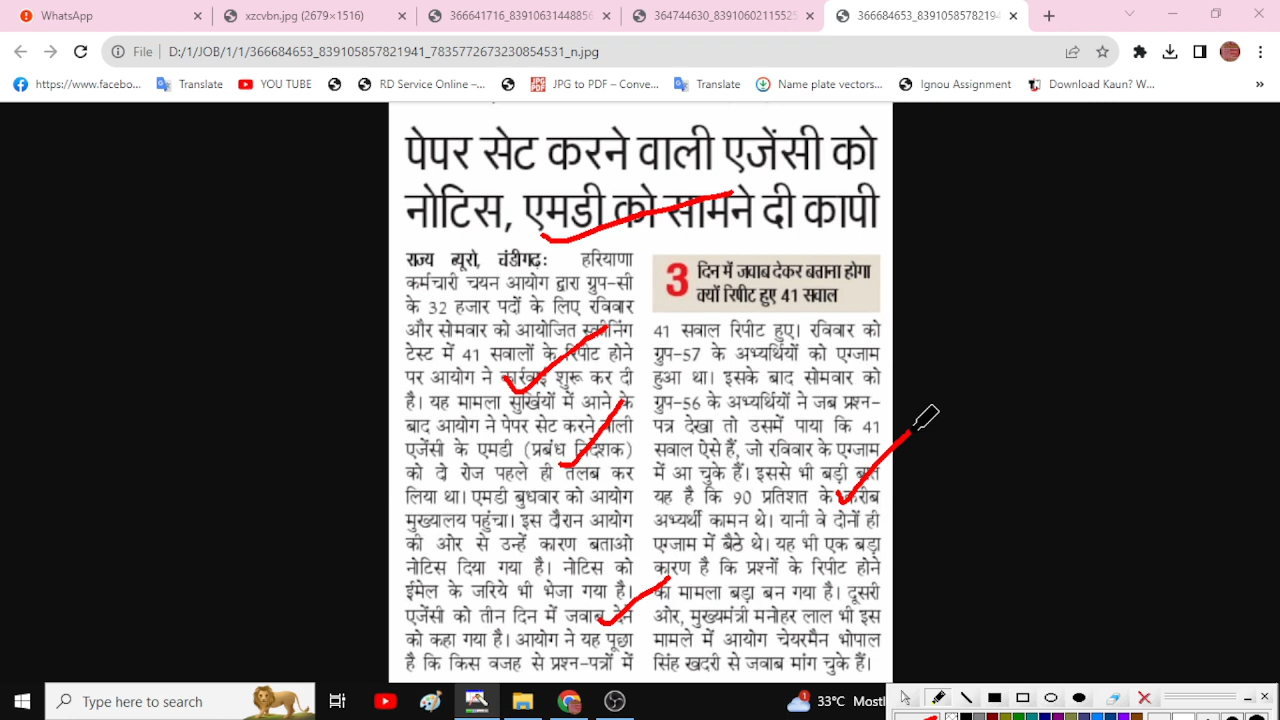 WhatsApp
xzcvbn.jpg (2679×1516)
366641716_83910631448856
364744630_83910602115525
366684653_8391058578219
File
D:/1/JOB/1/1/366684653_839105857821941_7835772673230854531_n.jpg
https://www.facebo...
Translate
YOU TUBE
RD Service Online –...
JPG to PDF – Conve...
Translate
Name plate vectors...
Ignou Assignment
Download Kaun? W...
»
पेपर सेट करने वाली एजेंसी को
नोटिस, एमडी को सामने दी कापी
राज्य ब्यूरो, चंडीगढ़: हरियाणा
कर्मचारी चयन आयोग द्वारा ग्रुप-सी
के 32 हजार पदों के लिए रविवार
और सोमवार को आयोजित स्क्रीनिंग
टेस्ट में 41 सवालों के रिपीट होने
पर आयोग ने कार्रवाई शुरू कर दी
है। यह मामला सुर्खियों में आने के
बाद आयोग ने पेपर सेट करने वाली
एजेंसी के एमडी (प्रबंध निदेशक)
को दो रोज पहले ही तलब कर
लिया था। एमडी बुधवार को आयोग
मुख्यालय पहुंचा। इस दौरान आयोग
की ओर से उन्हें कारण बताओ
नोटिस दिया गया है। नोटिस को
ईमेल के जरिये भी भेजा गया है।
एजेंसी को तीन दिन में जवाब देने
को कहा गया है। आयोग ने यह पूछा
है कि किस वजह से प्रश्न-पत्रों में
3 दिन में जवाब देकर बताना होगा
क्यों रिपीट हुए 41 सवाल
41 सवाल रिपीट हुए। रविवार को
ग्रुप-57 के अभ्यर्थियों को एग्जाम
हुआ था। इसके बाद सोमवार को
ग्रुप-56 के अभ्यर्थियों ने जब प्रश्न-
पत्र देखा तो उसमें पाया कि 41
सवाल ऐसे हैं, जो रविवार के एग्जाम
में आ चुके हैं। इससे भी बड़ी बात
यह है कि 90 प्रतिशत के करीब
अभ्यर्थी कामन थे। यानी वे दोनों ही
एग्जाम में बैठे थे। यह भी एक बड़ा
कारण है कि प्रश्नों के रिपीट होने
का मामला बड़ा बन गया है। दूसरी
ओर, मुख्यमंत्री मनोहर लाल भी इस
मामले में आयोग चेयरमैन भोपाल
सिंह खदरी से जवाब मांग चुके हैं।
Type here to search
1
33°C Mostl